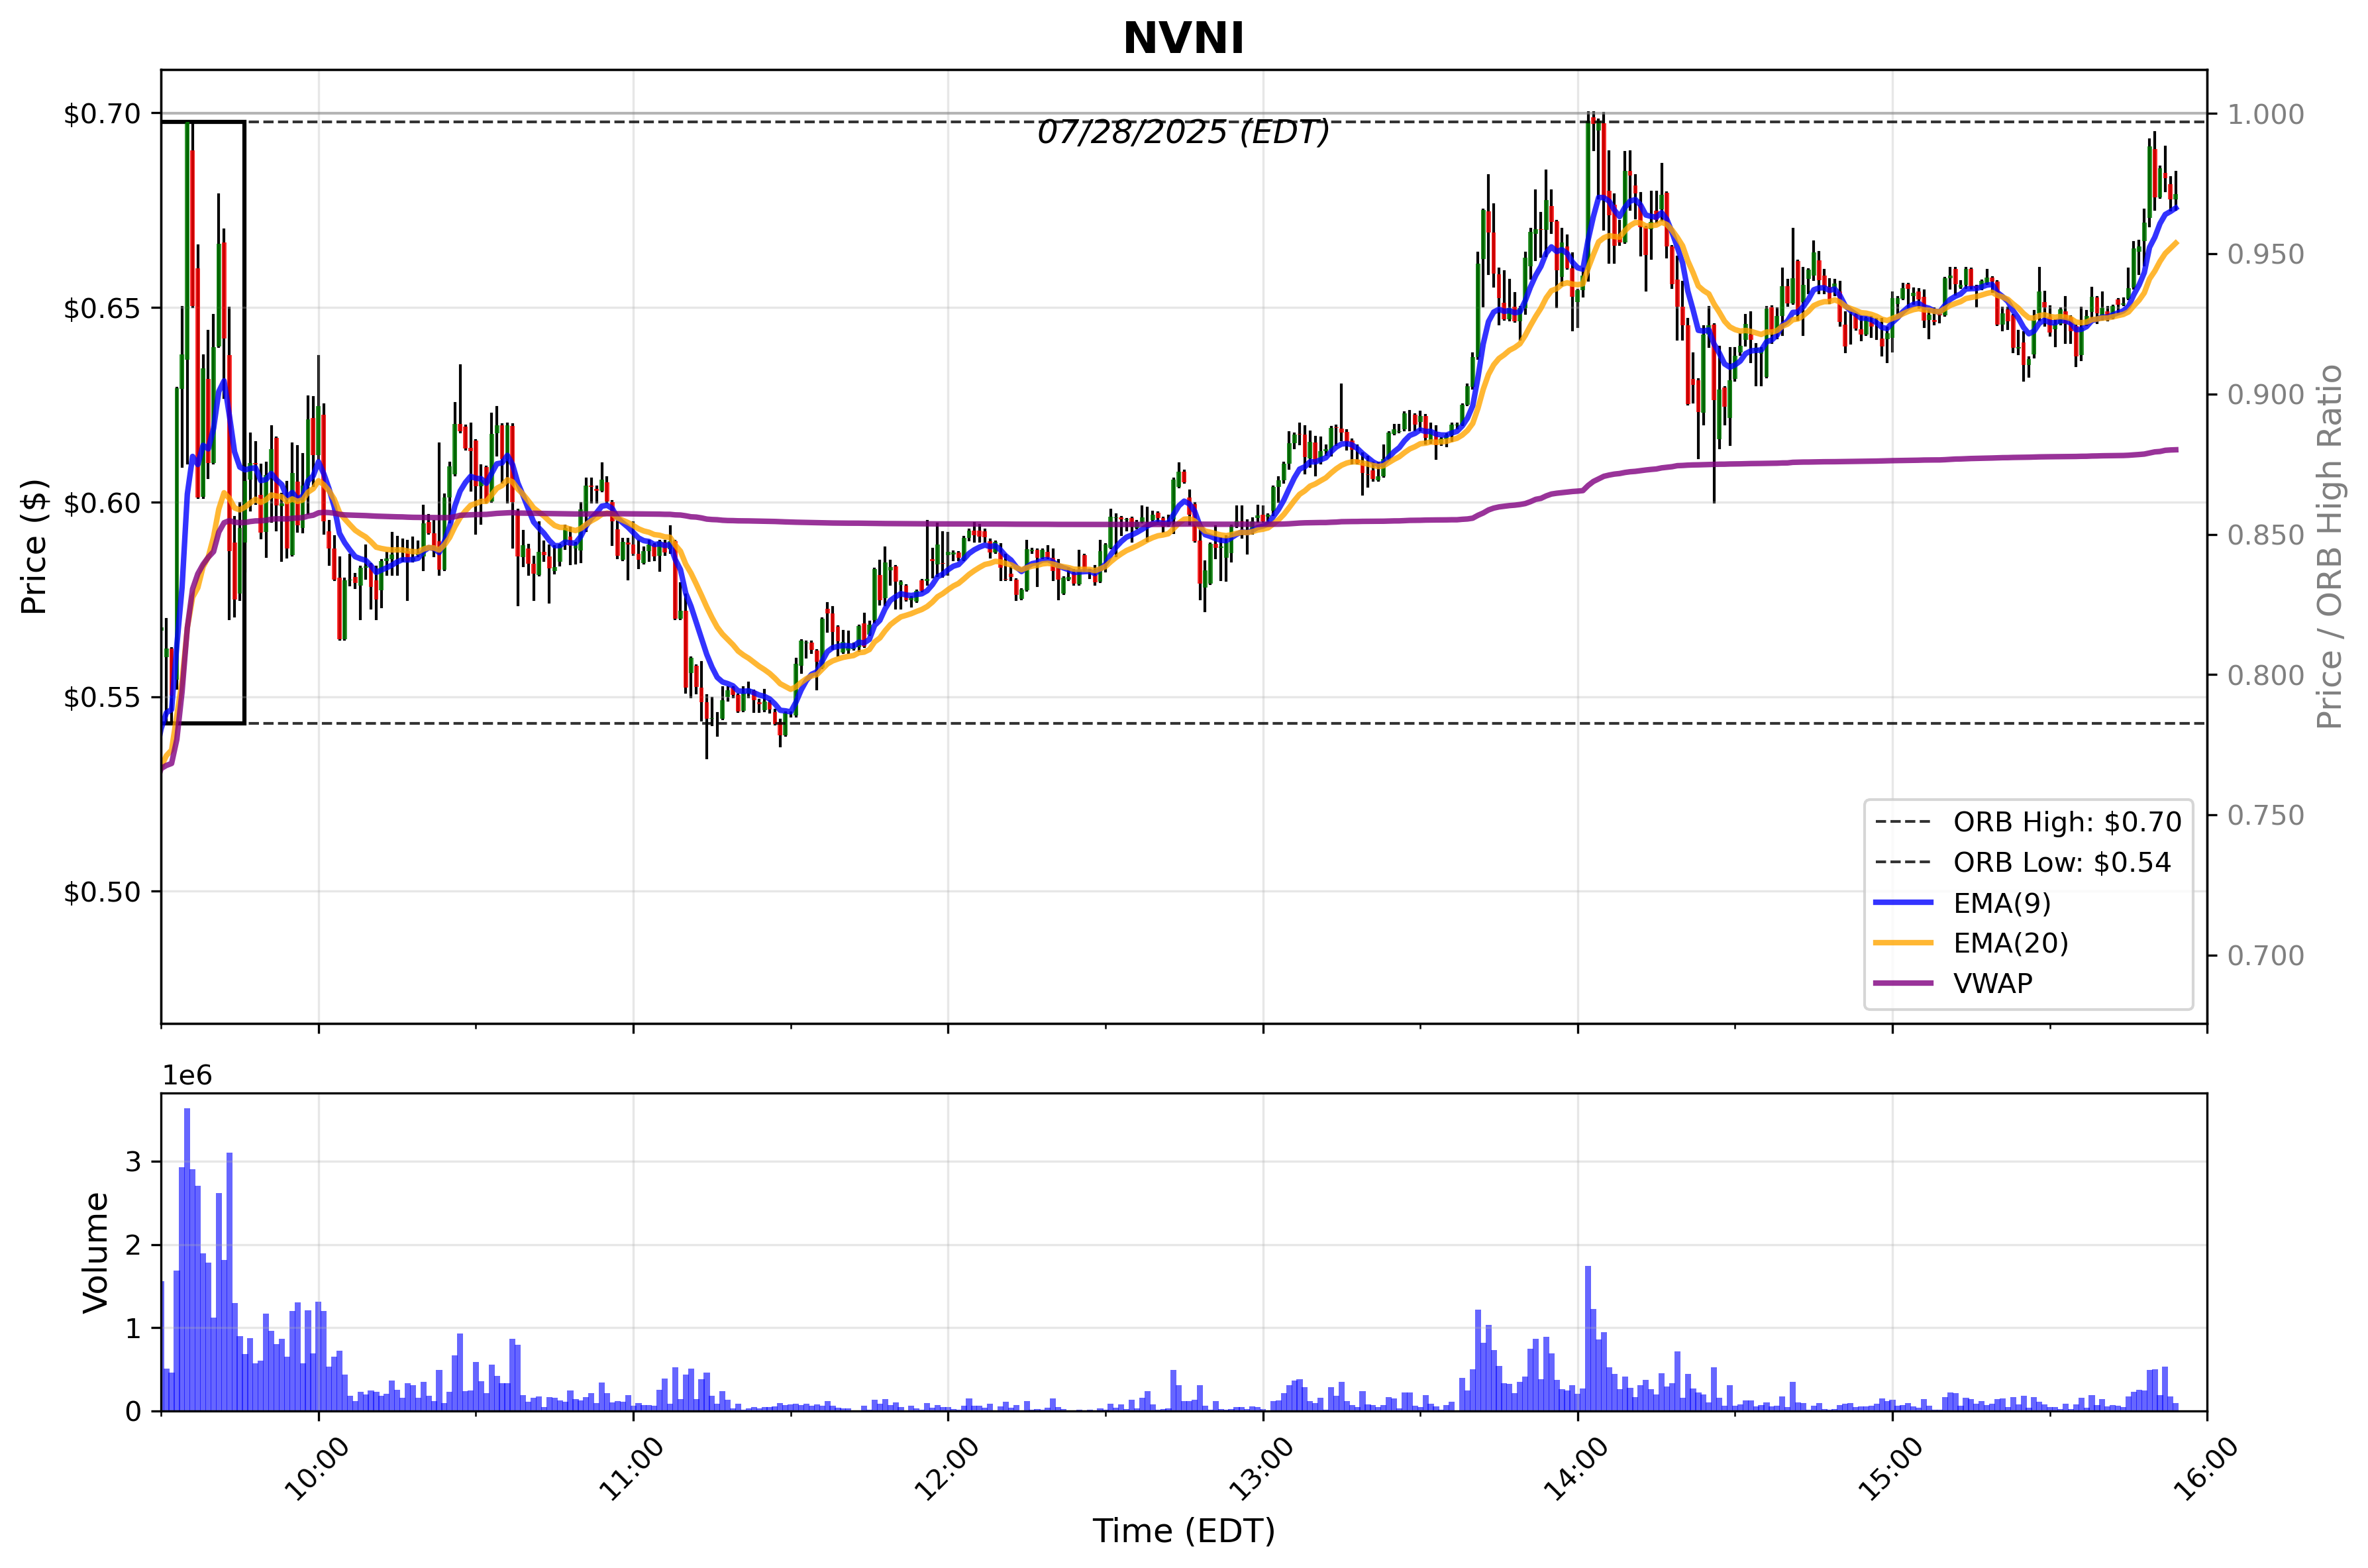 NVNI
07/28/2025 (EDT)
Price ($)
$0.70
$0.65
$0.60
$0.55
$0.50
1.000
0.950
0.900
0.850
0.800
0.750
0.700
Price / ORB High Ratio
ORB High: $0.70
ORB Low: $0.54
EMA(9)
EMA(20)
VWAP
1e6
Volume
3
2
1
0
10:00
11:00
12:00
13:00
14:00
15:00
16:00
Time (EDT)